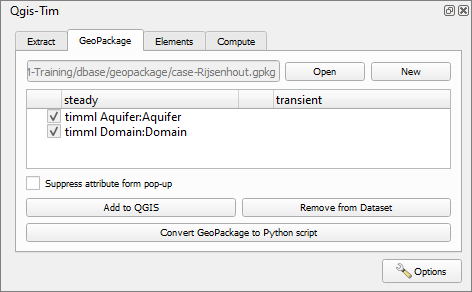 Qgis-Tim
Extract GeoPackage Elements Compute
1-Training/dbase/geopackage/case-Rijsenhout.gpkg Open New
steady transient
timml Aquifer:Aquifer
timml Domain:Domain
Suppress attribute form pop-up
Add to QGIS Remove from Dataset
Convert GeoPackage to Python script
Options